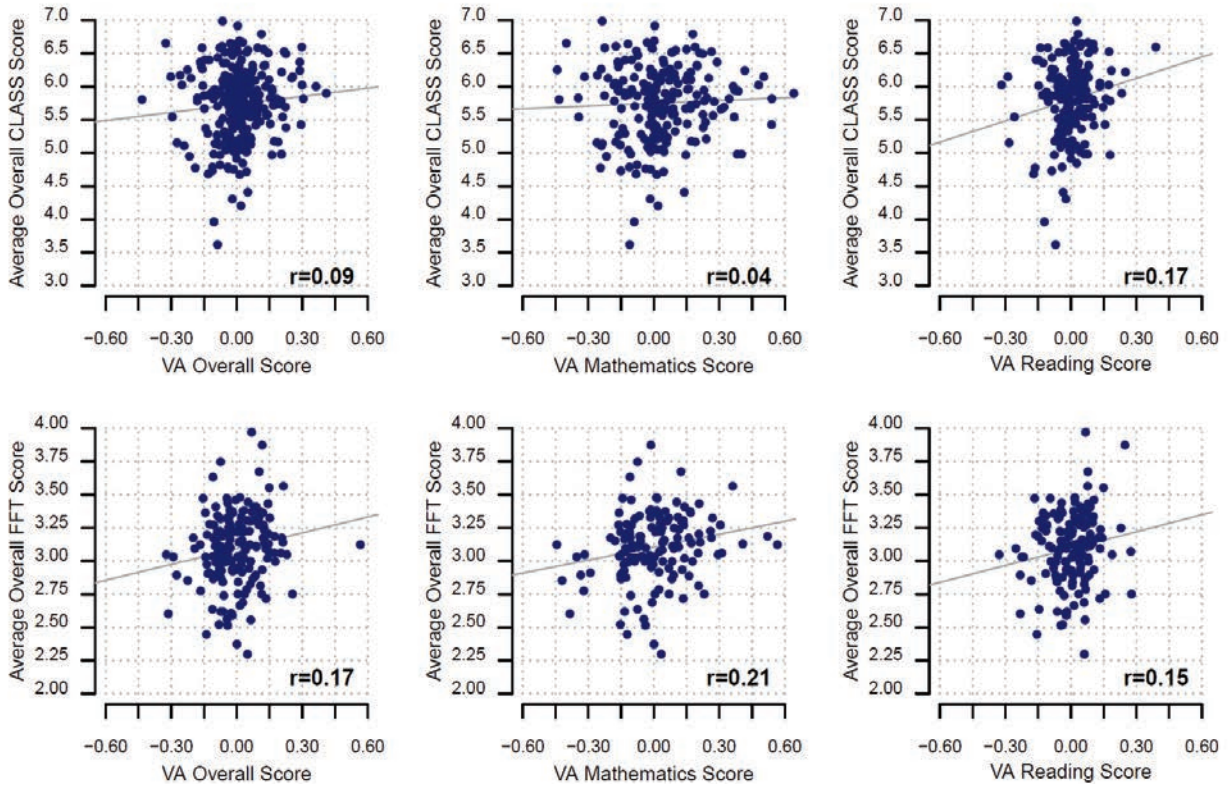 Average Overall CLASS Score
7.0
6.5
6.0
5.5
5.0
4.5
4.0
3.5
3.0
r=0.09
−0.60 −0.30 0.00 0.30 0.60
VA Overall Score
Average Overall CLASS Score
7.0
6.5
6.0
5.5
5.0
4.5
4.0
3.5
3.0
r=0.04
−0.60 −0.30 0.00 0.30 0.60
VA Mathematics Score
Average Overall CLASS Score
7.0
6.5
6.0
5.5
5.0
4.5
4.0
3.5
3.0
r=0.17
−0.60 −0.30 0.00 0.30 0.60
VA Reading Score
Average Overall FFT Score
4.00
3.75
3.50
3.25
3.00
2.75
2.50
2.25
2.00
r=0.17
−0.60 −0.30 0.00 0.30 0.60
VA Overall Score
Average Overall FFT Score
4.00
3.75
3.50
3.25
3.00
2.75
2.50
2.25
2.00
r=0.21
−0.60 −0.30 0.00 0.30 0.60
VA Mathematics Score
Average Overall FFT Score
4.00
3.75
3.50
3.25
3.00
2.75
2.50
2.25
2.00
r=0.15
−0.60 −0.30 0.00 0.30 0.60
VA Reading Score